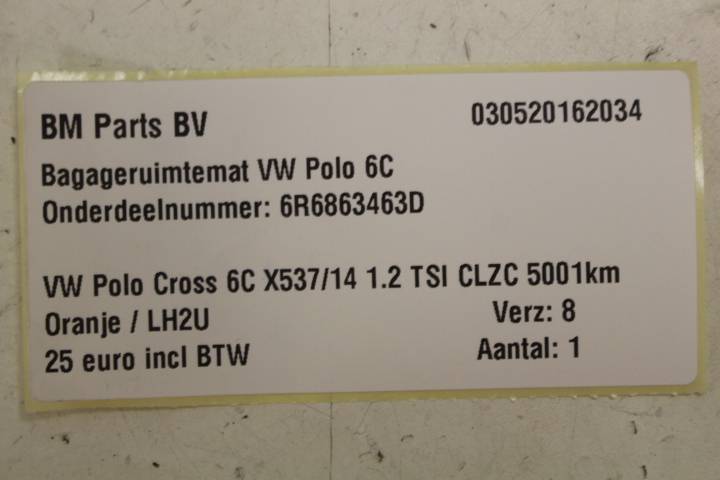 BM Parts BV 030520162034
Bagageruimtemat VW Polo 6C
Onderdeelnummer: 6R6863463D
VW Polo Cross 6C X537/14 1.2 TSI CLZC 5001km
Oranje / LH2U Verz: 8
25 euro incl BTW Aantal: 1